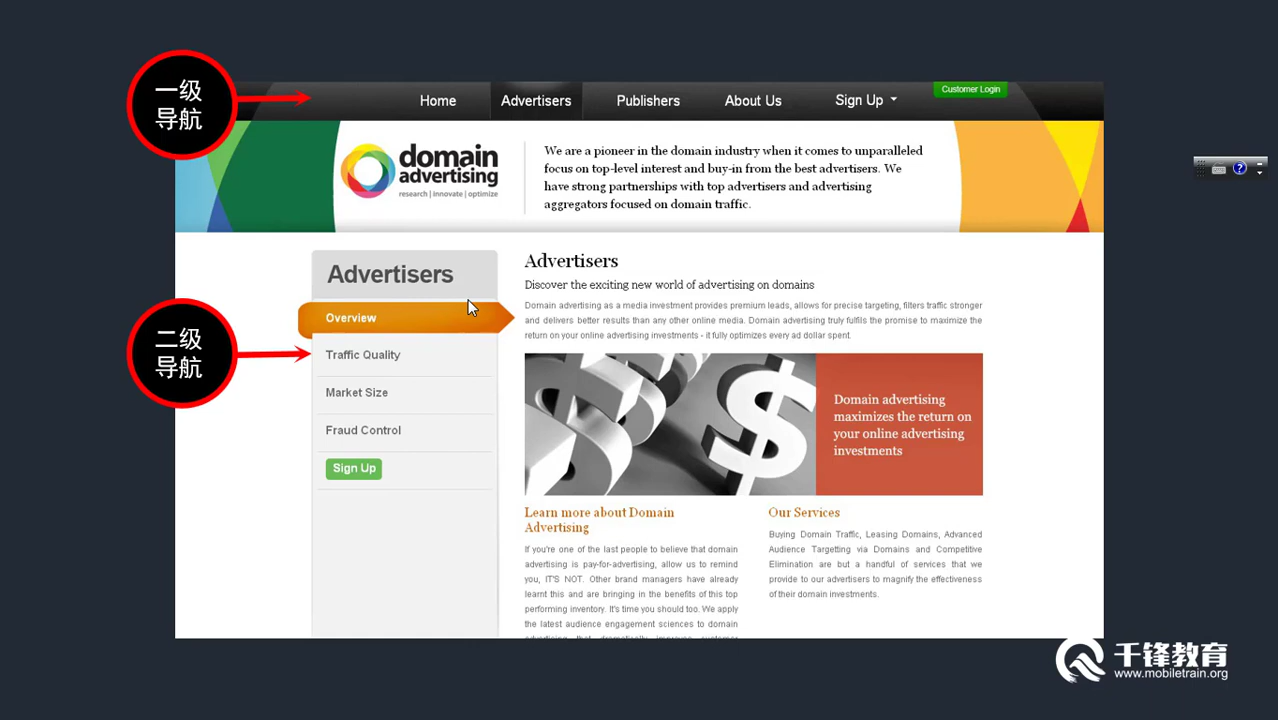 一级
导航
Home
Advertisers
Publishers
About Us
Sign Up
Customer Login
domain
advertising
research | innovate | optimize
We are a pioneer in the domain industry when it comes to unparalleled
focus on top-level interest and buy-in from the best advertisers. We
have strong partnerships with top advertisers and advertising
aggregators focused on domain traffic.
二级
导航
Advertisers
Overview
Traffic Quality
Market Size
Fraud Control
Sign Up
Advertisers
Discover the exciting new world of advertising on domains
Domain advertising as a media investment provides premium leads, allows for precise targeting, filters traffic stronger
and delivers better results than any other online media. Domain advertising truly fulfils the promise to maximize the
return on your online advertising investments - it fully optimizes every ad dollar spent.
Domain advertising
maximizes the return on
your online advertising
investments
Learn more about Domain
Advertising
If you're one of the last people to believe that domain
advertising is pay-for-advertising, allow us to remind
you, IT'S NOT. Other brand managers have already
learnt this and are bringing in the benefits of this top
performing inventory. It's time you should too. We apply
the latest audience engagement sciences to domain
advertising that dramatically improves customer
Our Services
Buying Domain Traffic, Leasing Domains, Advanced
Audience Targetting via Domains and Competitive
Elimination are but a handful of services that we
provide to our advertisers to magnify the effectiveness
of their domain investments.
千锋教育
www.mobiletrain.org